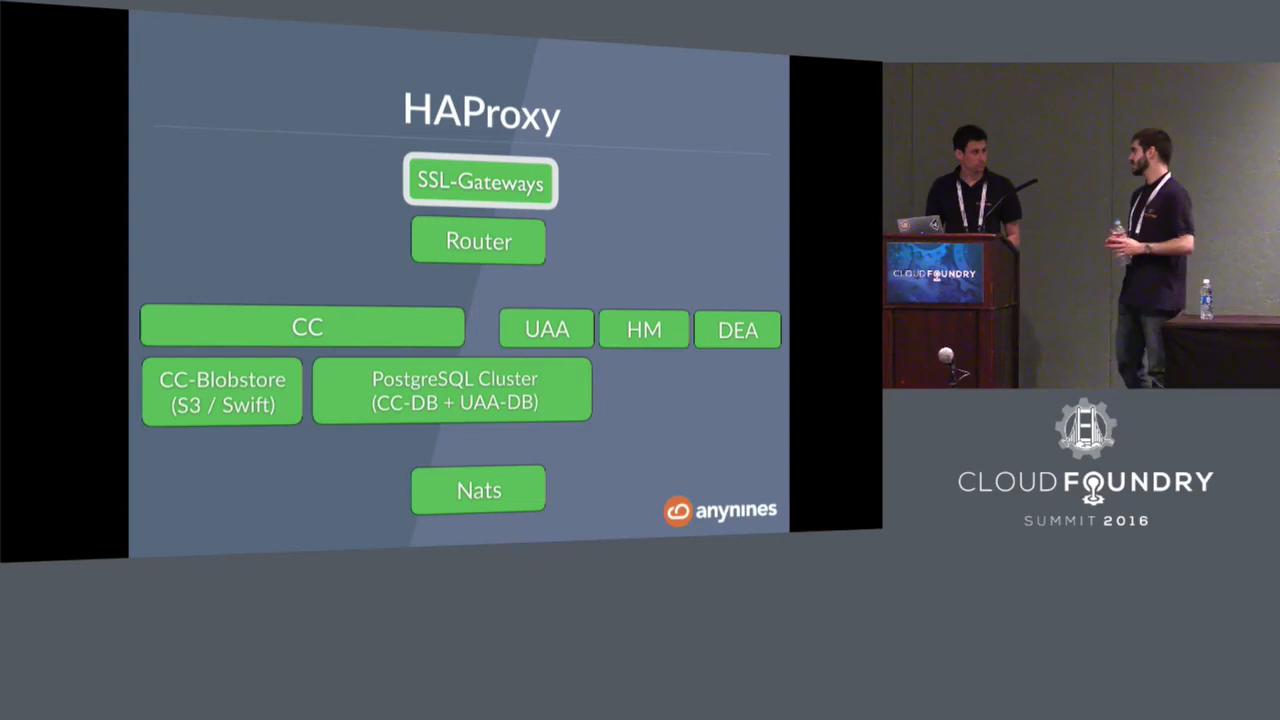 HAProxy
SSL-Gateways
Router
CC
UAA
HM
DEA
CC-Blobstore
(S3 / Swift)
PostgreSQL Cluster
(CC-DB + UAA-DB)
Nats
anynines
CLOUD FOUNDRY
CLOUD FOUNDRY
SUMMIT 2016